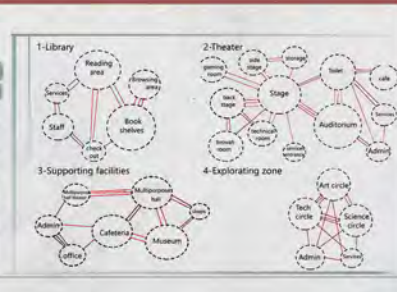 1-Library
Reading
area
Services
Browsing
area
Staff
Book
shelves
check
out
2-Theater
side
stage
storage
Stage
toilet
cafe
back
stage
Auditorium
Services
technical
room
Admin
3-Supporting facilities
Multipurpose
hall
Admin
Cafeteria
Museum
office
4-Explorating zone
Art circle
Tech
circle
Science
circle
Admin
Services